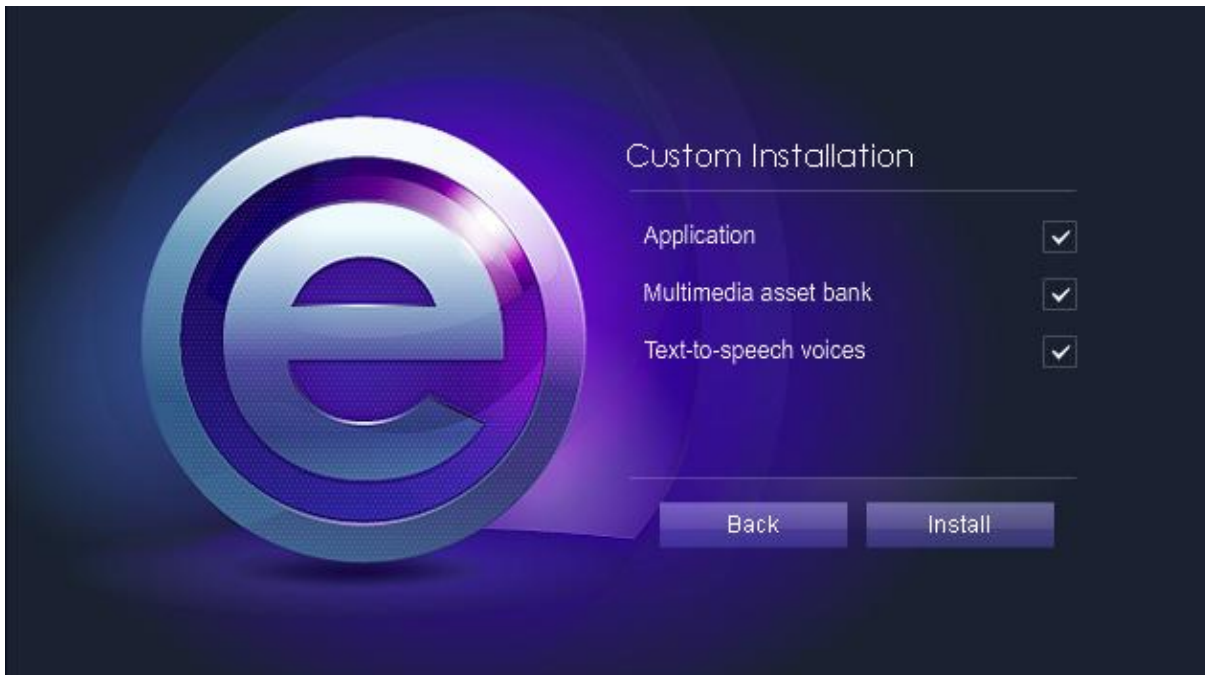 e
Custom Installation
Application
Multimedia asset bank
Text-to-speech voices
Back Install